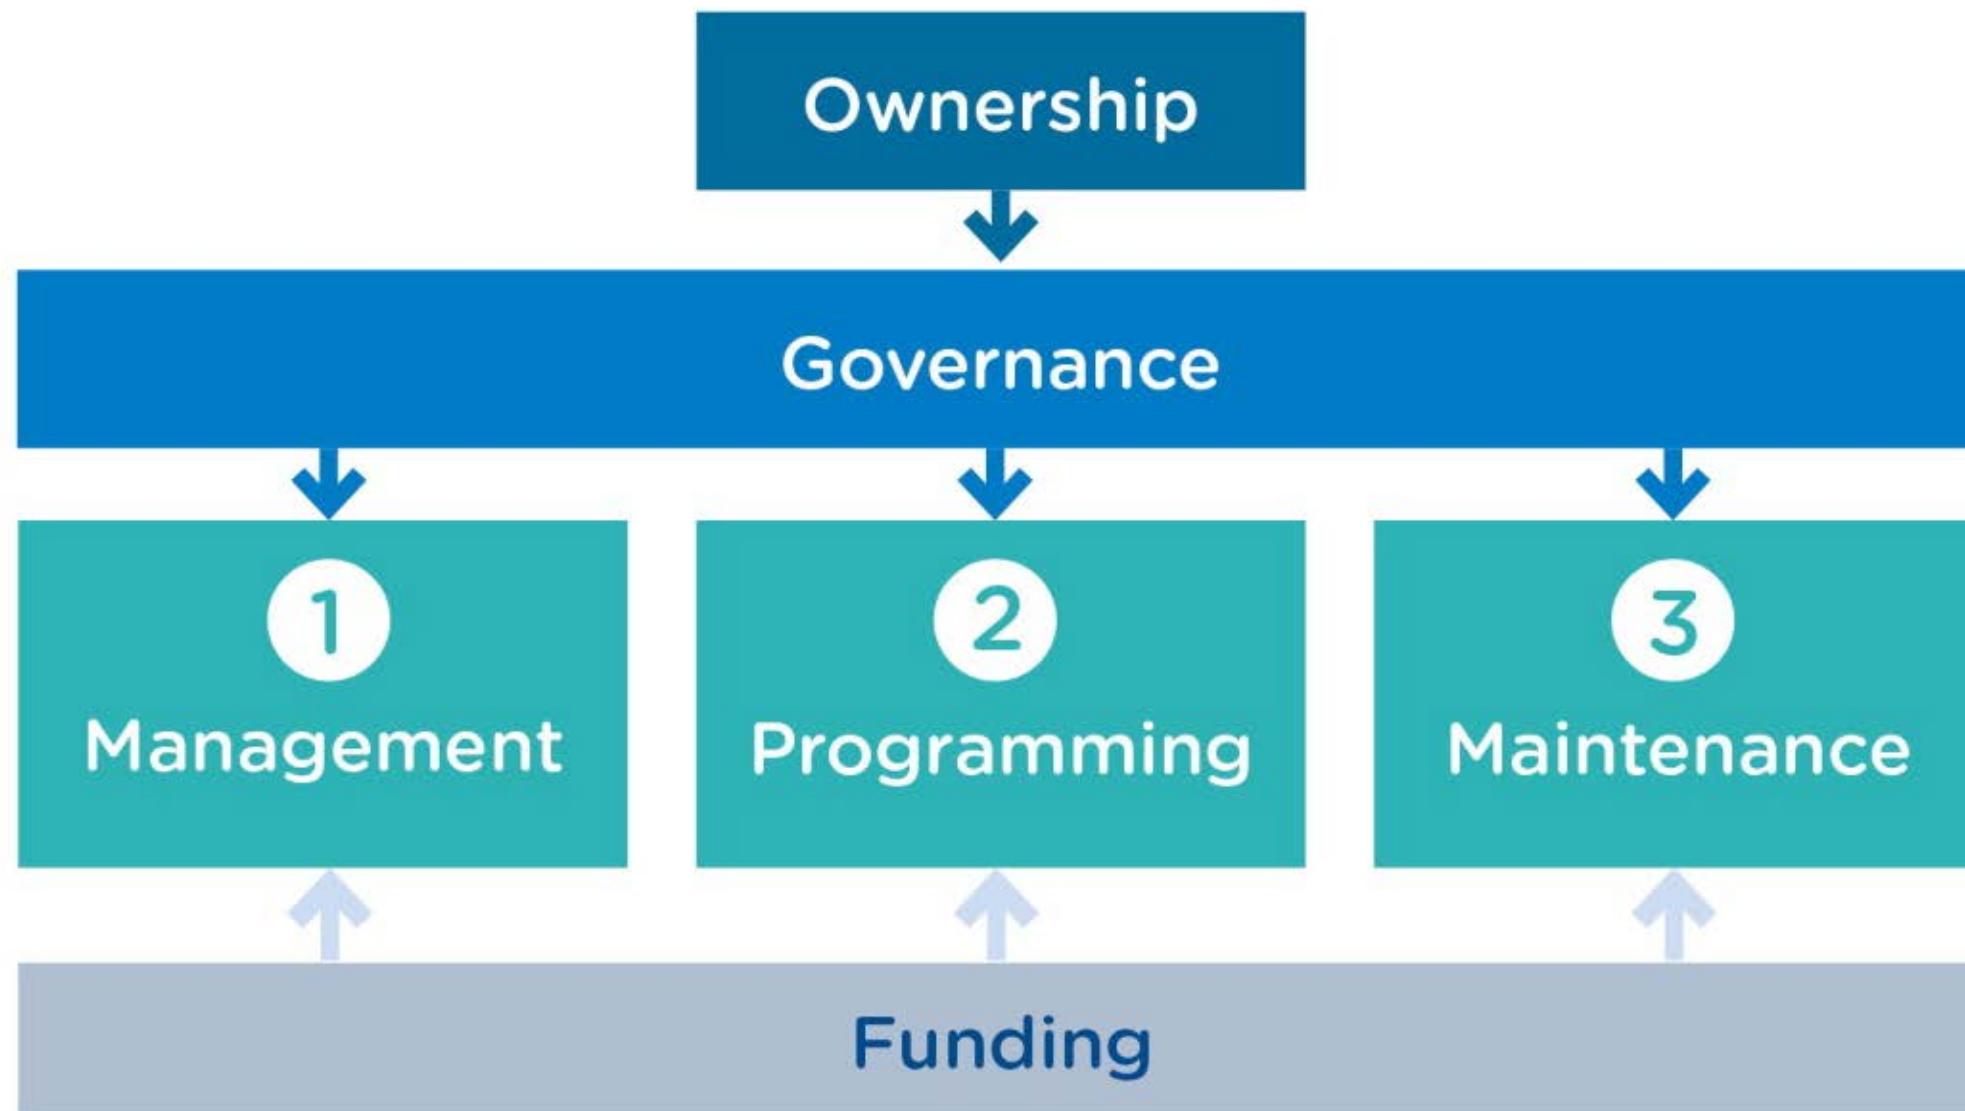 Ownership
Governance
1
2
3
Management
Programming
Maintenance
Funding